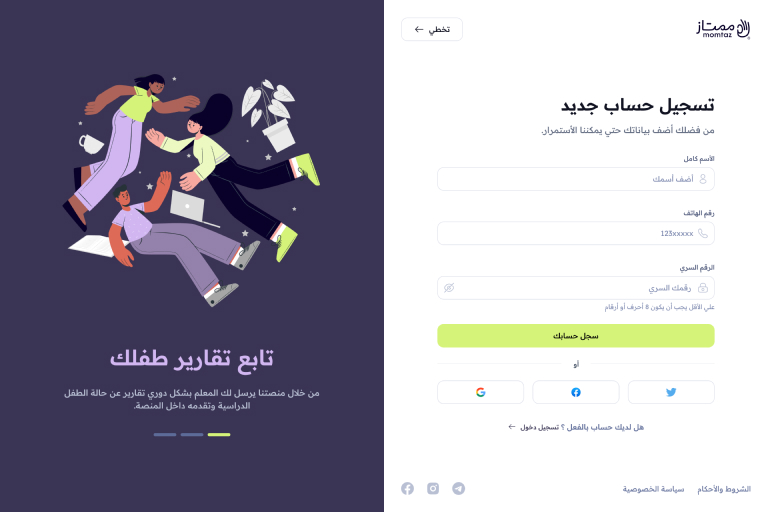 ممتاز
momtaz
تخطي
تسجيل حساب جديد
من فضلك أضف بياناتك حتي يمكننا الأستمرار.
الأسم كامل
أضف أسمك
رقم الهاتف
123xxxxx
الرقم السري
رقمك السري
علي الأقل يجب أن يكون 8 أحرف أو أرقام
سجل حسابك
أو
هل لديك حساب بالفعل ؟ تسجيل دخول
الشروط والأحكام
سياسة الخصوصية
تابع تقارير طفلك
من خلال منصتنا يرسل لك المعلم بشكل دوري تقارير عن حالة الطفل
الدراسية وتقدمه داخل المنصة.